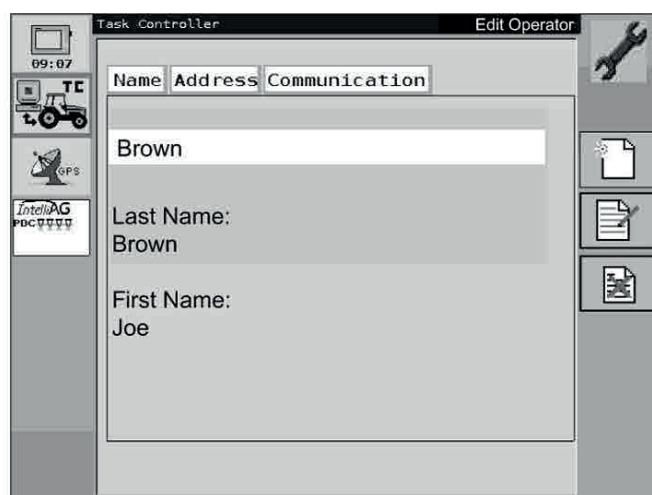 Task Controller
Edit Operator
09:07
TC
GPS
IntelliAG
PDC
Name Address Communication
Brown
Last Name:
Brown
First Name:
Joe